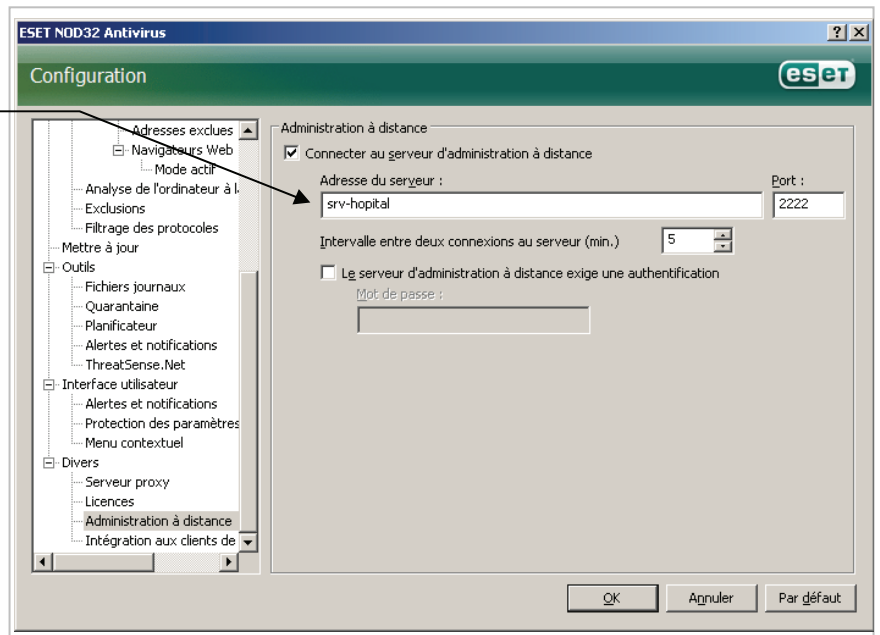 ESET NOD32 Antivirus
Configuration
eseT
Adresses exclues
Navigateurs Web
Mode actif
Analyse de l'ordinateur à l
Exclusions
Filtrage des protocoles
Mettre à jour
Outils
Fichiers journaux
Quarantaine
Planificateur
Alertes et notifications
ThreatSense.Net
Interface utilisateur
Alertes et notifications
Protection des paramètres
Menu contextuel
Divers
Serveur proxy
Licences
Administration à distance
Intégration aux clients de
Administration à distance
Connecter au serveur d'administration à distance
Adresse du serveur :
Port :
srv-hopital
2222
Intervalle entre deux connexions au serveur (min.)
5
Le serveur d'administration à distance exige une authentification
Mot de passe :
OK
Annuler
Par défaut